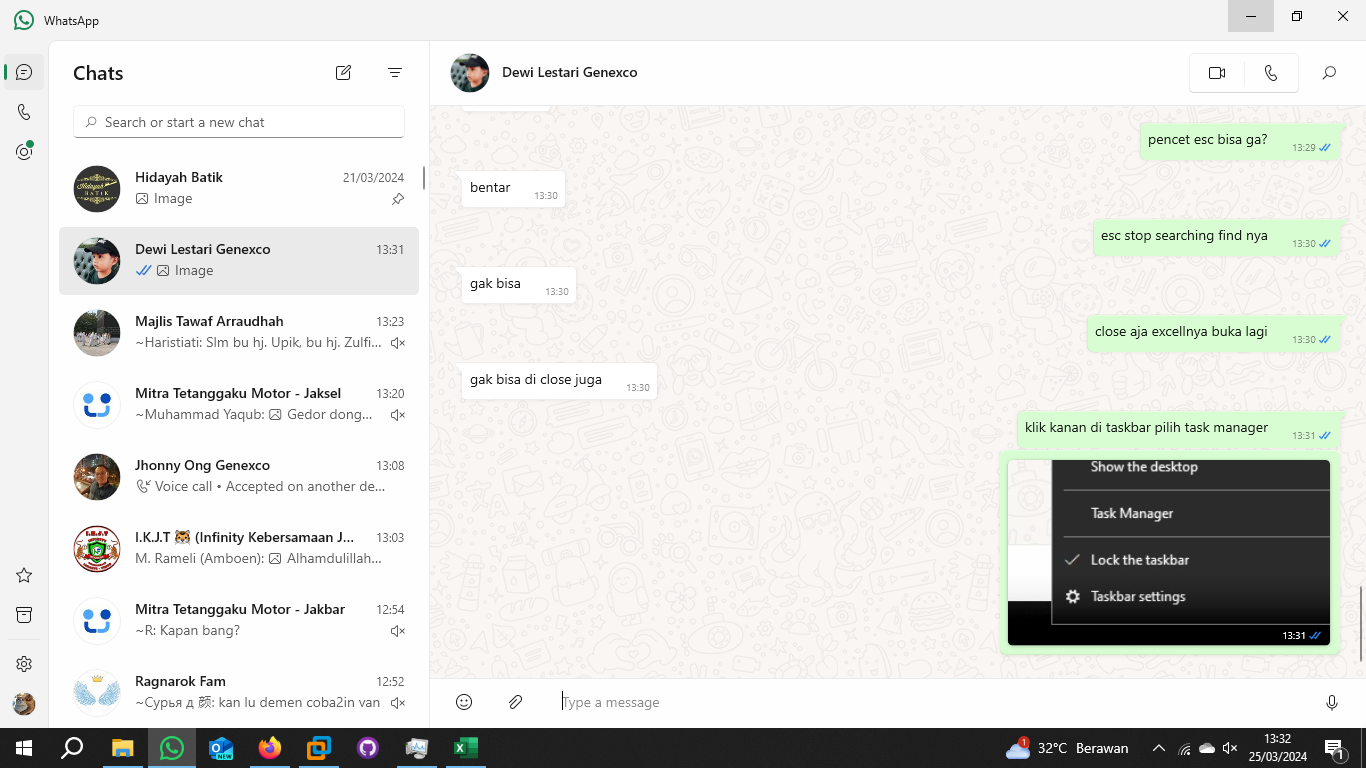 WhatsApp
Chats
Search or start a new chat
Hidayah Batik
21/03/2024
Image
Dewi Lestari Genexco
13:31
Image
Majlis Tawaf Arraudhah
13:23
~Haristiati: Slm bu hj. Upik, bu hj. Zulfi...
Mitra Tetanggaku Motor - Jaksel
13:20
~Muhammad Yaqub: Gedor dong...
Jhonny Ong Genexco
13:08
Voice call • Accepted on another de...
I.K.J.T 🐯 (Infinity Kebersamaan J...
13:03
M. Rameli (Amboen): Alhamdulillah...
Mitra Tetanggaku Motor - Jakbar
12:54
~R: Kapan bang?
Ragnarok Fam
12:52
~Сурья д 颜: kan lu demen coba2in van
Dewi Lestari Genexco
pencet esc bisa ga?
13:29
bentar
13:30
esc stop searching find nya
13:30
gak bisa
13:30
close aja excellnya buka lagi
13:30
gak bisa di close juga
13:30
klik kanan di taskbar pilih task manager
13:31
Show the desktop
Task Manager
Lock the taskbar
Taskbar settings
13:31
Type a message
NEW
1
32°C Berawan
13:32
25/03/2024
1